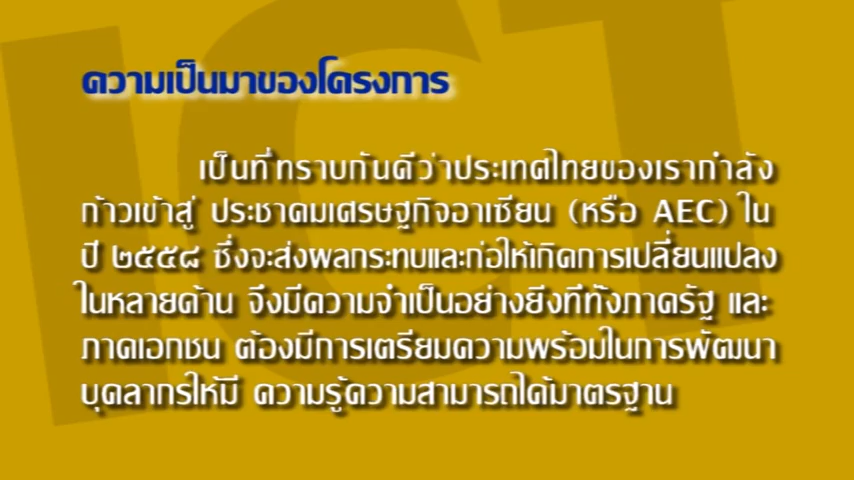 ICT
ความเป็นมาของโครงการ
เป็นที่ทราบกันดีว่าประเทศไทยของเรากำลัง
ก้าวเข้าสู่ ประชาคมเศรษฐกิจอาเซียน (หรือ AEC) ใน
ปี ๒๕๕๘ ซึ่งจะส่งผลกระทบและก่อให้เกิดการเปลี่ยนแปลง
ในหลายด้าน จึงมีความจำเป็นอย่างยิ่งที่ทั้งภาครัฐ และ
ภาคเอกชน ต้องมีการเตรียมความพร้อมในการพัฒนา
บุคลากรให้มี ความรู้ความสามารถได้มาตรฐาน